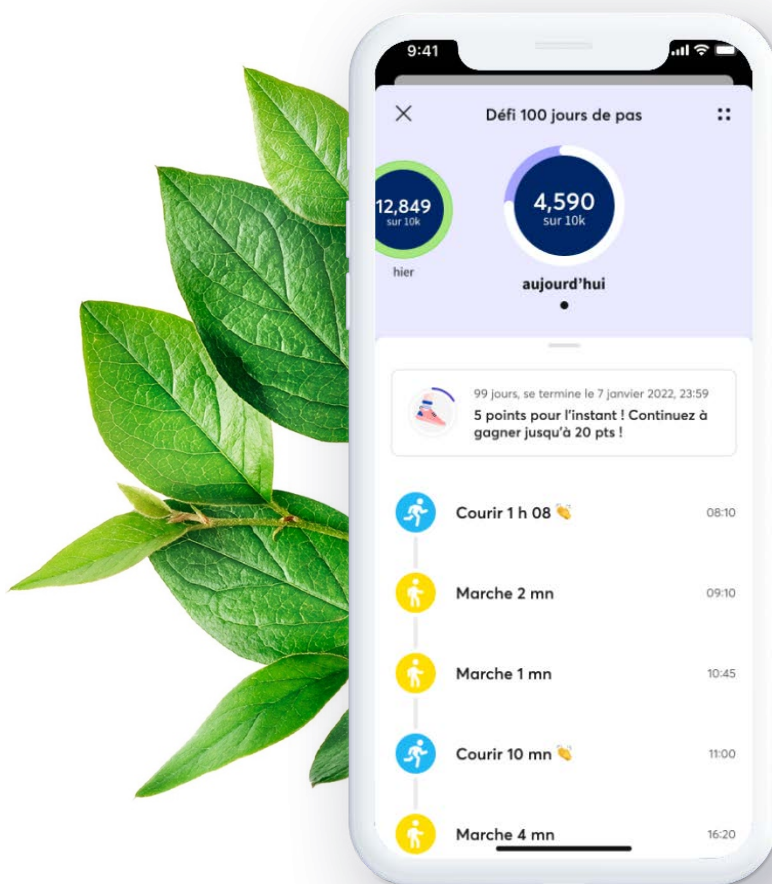 9:41
Défi 100 jours de pas
12,849
sur 10k
hier
4,590
sur 10k
aujourd'hui
99 jours, se termine le 7 janvier 2022, 23:59
5 points pour l'instant ! Continuez à
gagner jusqu'à 20 pts !
Courir 1 h 08 👏 08:10
Marche 2 mn 09:10
Marche 1 mn 10:45
Courir 10 mn 👏 11:00
Marche 4 mn 16:20